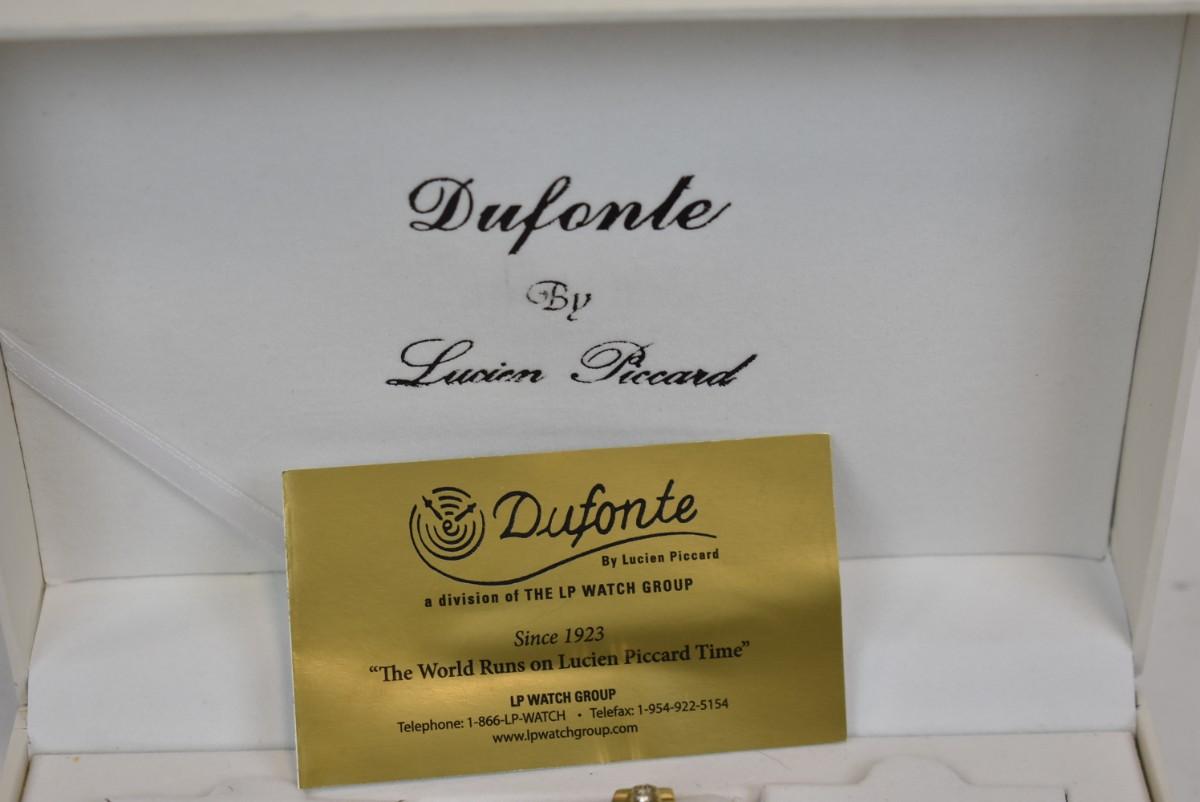 Dufonte
By
Lucien Piccard
Dufonte
By Lucien Piccard
a division of THE LP WATCH GROUP
Since 1923
“The World Runs on Lucien Piccard Time”
LP WATCH GROUP
Telephone: 1-866-LP-WATCH • Telefax: 1-954-922-5154
www.lpwatchgroup.com